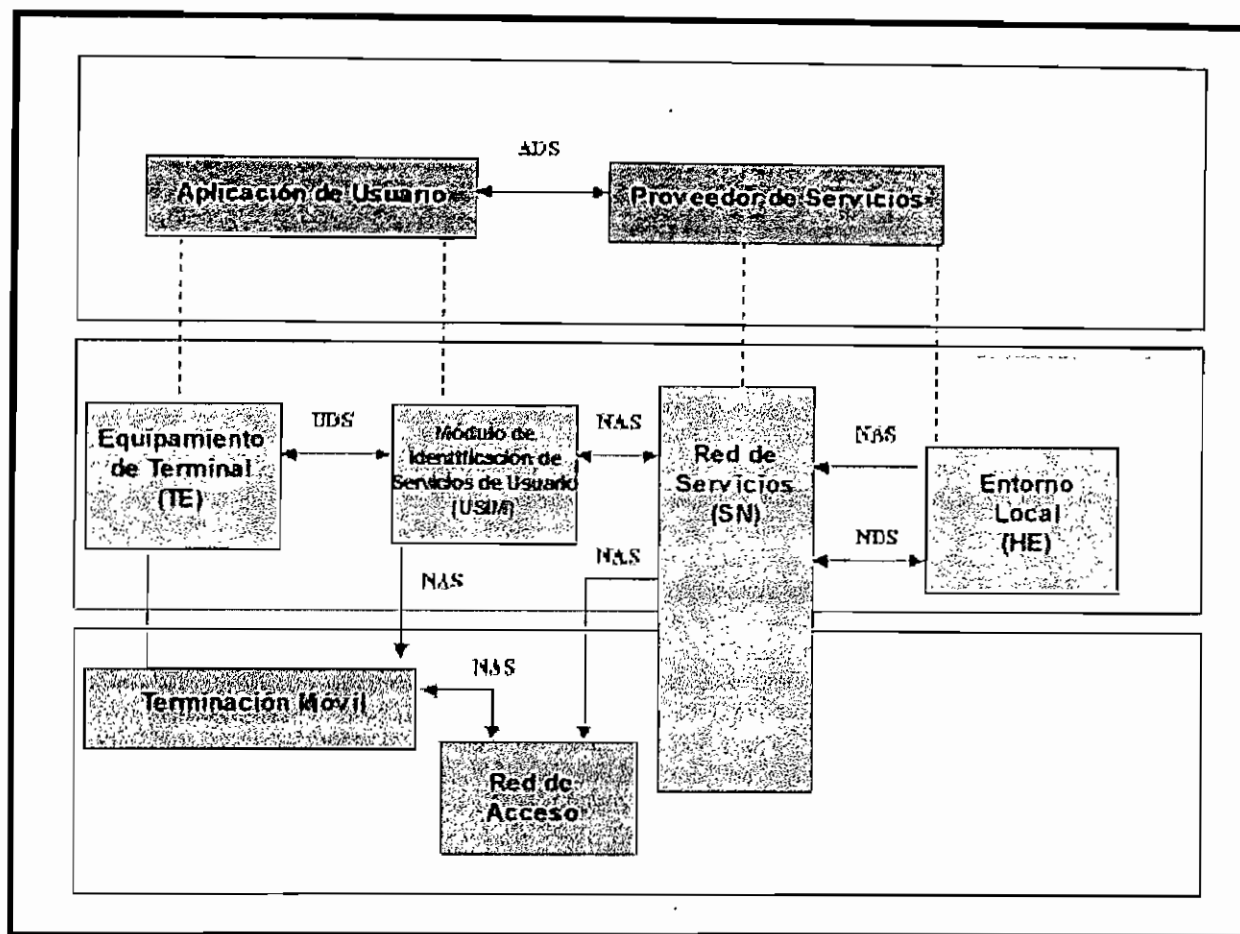 ADS
Aplicación de Usuario
Proveedor de Servicios
Equipamiento
de Terminal
(TE)
UDS
Módulo de
Identificación de
Servicios de Usuario
(USIM)
NAS
Red de
Servicios
(SN)
NAS
Entorno
Local
(HE)
NDS
NAS
NAS
Terminación Móvil
NAS
Red de
Acceso